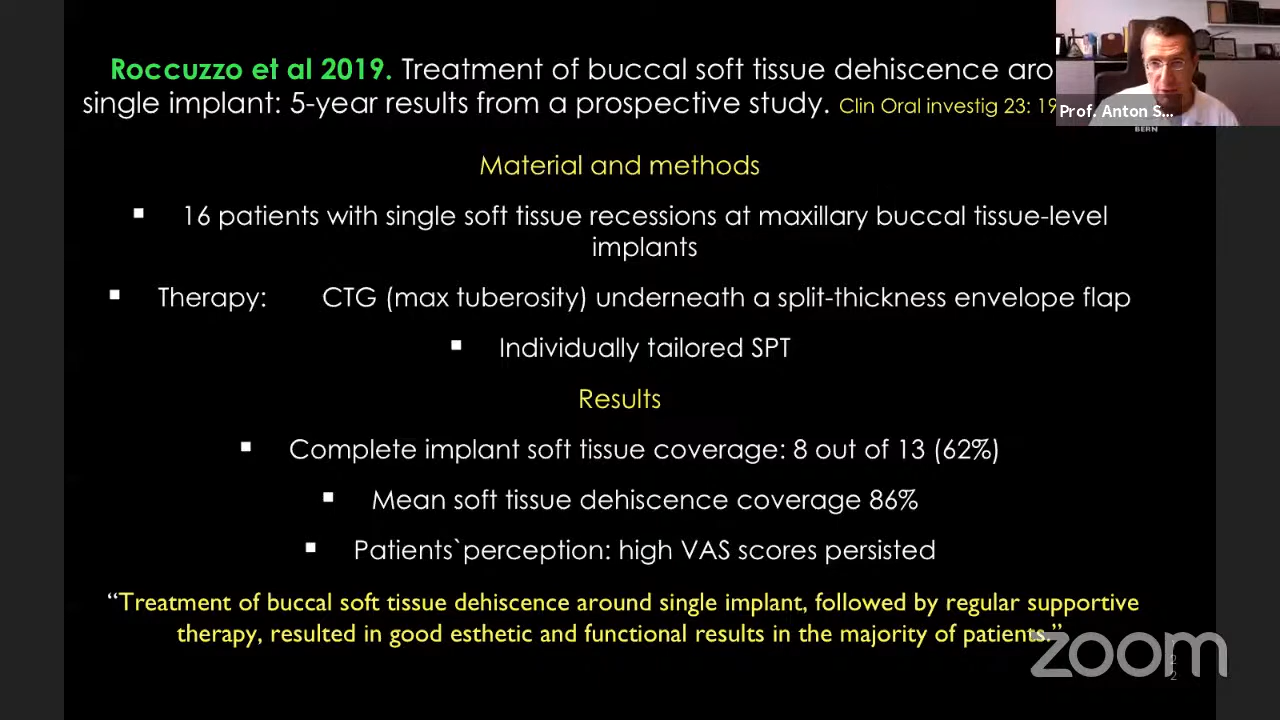 Roccuzzo et al 2019. Treatment of buccal soft tissue dehiscence
single implant: 5-year results from a prospective study. Clin Oral investig 23:
Prof. Anton S...
BERN
Material and methods
▪ 16 patients with single soft tissue recessions at maxillary buccal tissue-level
implants
▪ Therapy: CTG (max tuberosity) underneath a split-thickness envelope flap
▪ Individually tailored SPT
Results
▪ Complete implant soft tissue coverage: 8 out of 13 (62%)
▪ Mean soft tissue dehiscence coverage 86%
▪ Patients`perception: high VAS scores persisted
“Treatment of buccal soft tissue dehiscence around single implant, followed by regular supportive
therapy, resulted in good esthetic and functional results in the majority of patients.”
zoom